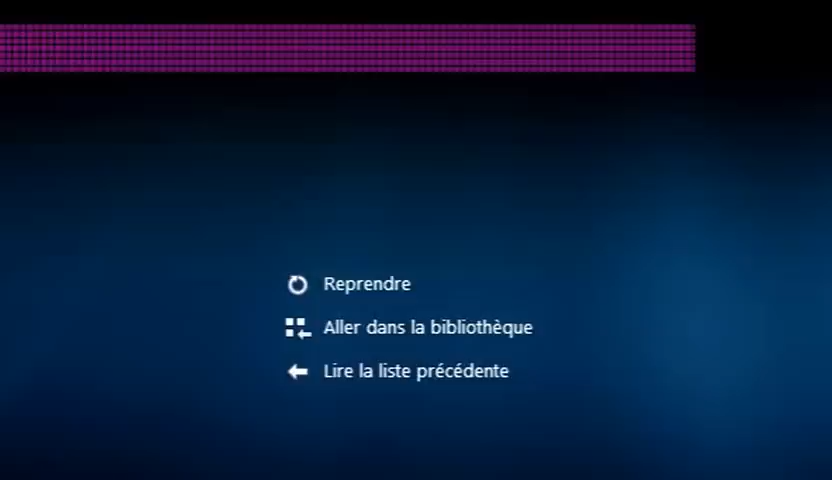 Reprendre
Aller dans la bibliothèque
Lire la liste précédente